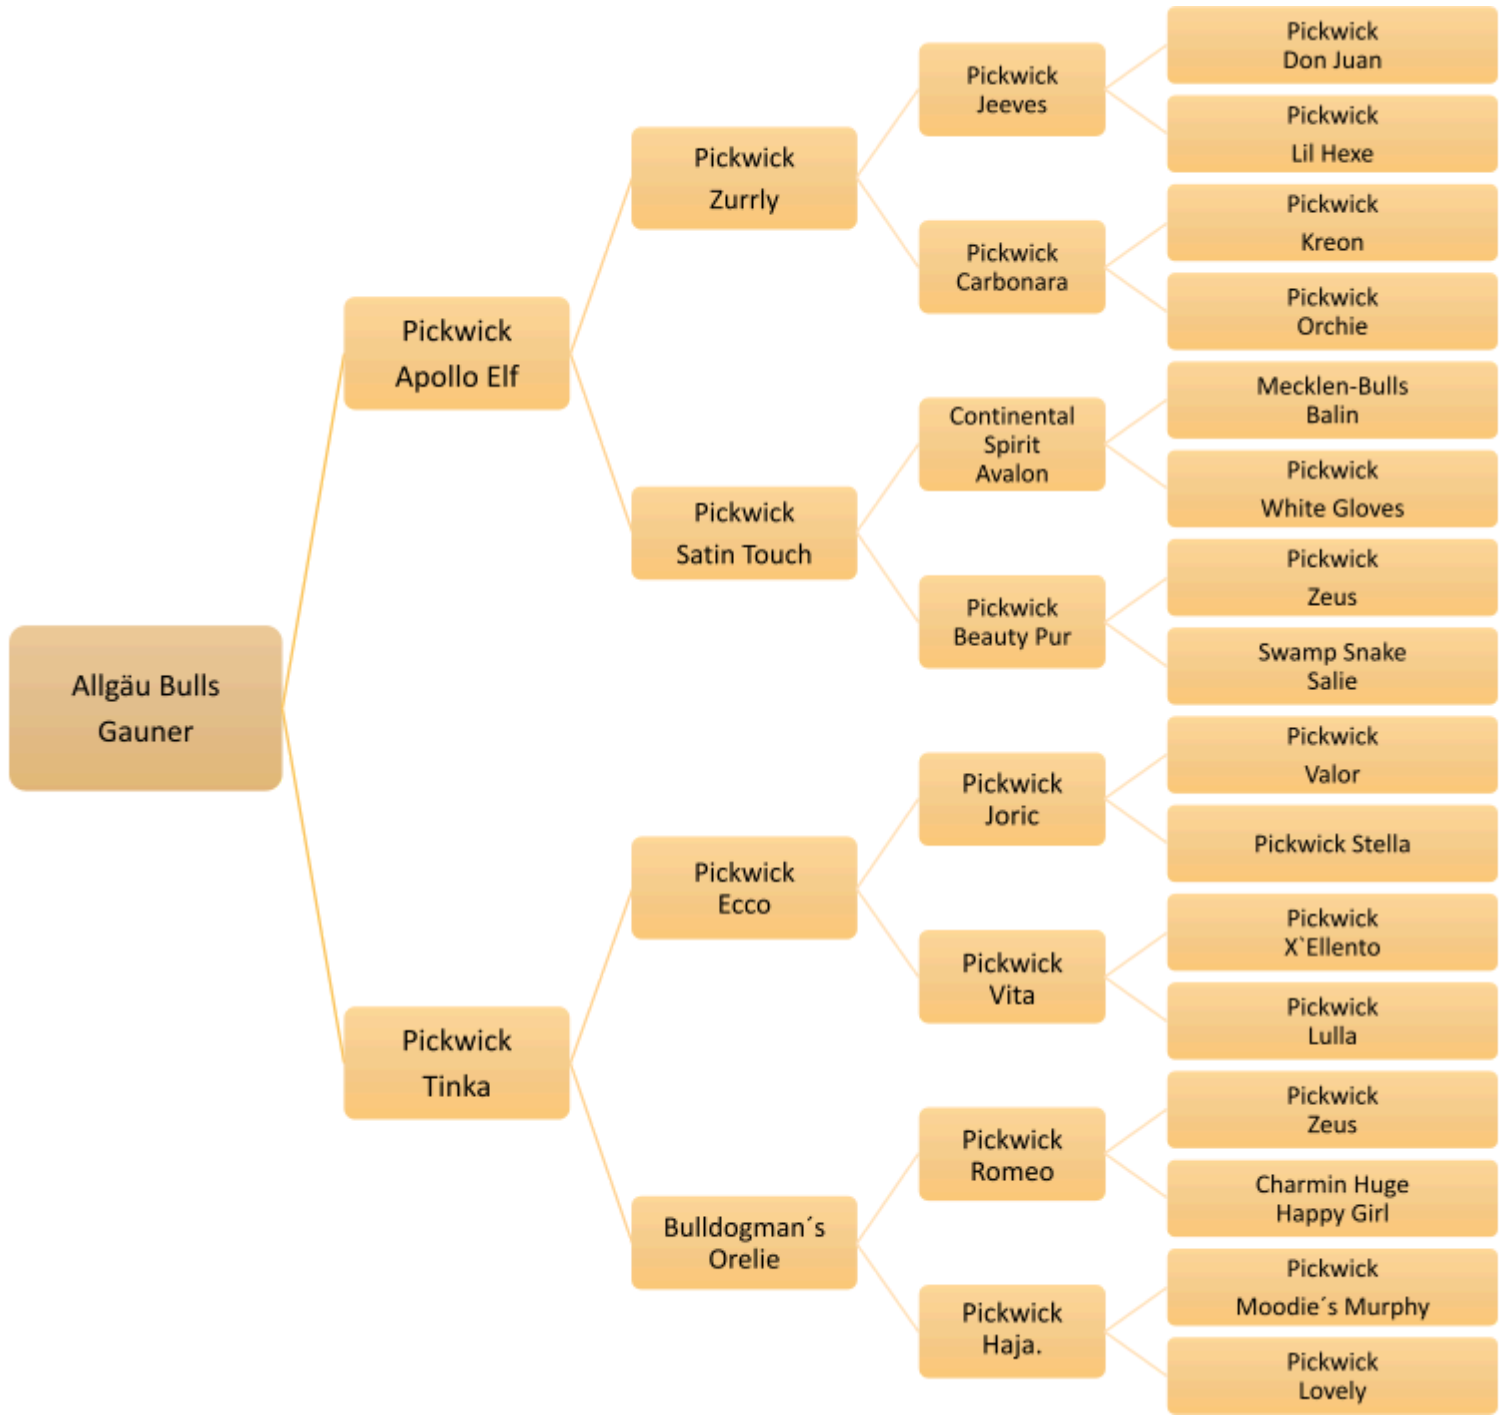 Allgäu Bulls
Gauner
Pickwick
Apollo Elf
Pickwick
Zurrly
Pickwick
Jeeves
Pickwick
Don Juan
Pickwick
Lil Hexe
Pickwick
Carbonara
Pickwick
Kreon
Pickwick
Orchie
Pickwick
Satin Touch
Continental
Spirit
Avalon
Mecklen-Bulls
Balin
Pickwick
White Gloves
Pickwick
Beauty Pur
Pickwick
Zeus
Swamp Snake
Salie
Pickwick
Tinka
Pickwick
Ecco
Pickwick
Joric
Pickwick
Valor
Pickwick Stella
Pickwick
Vita
Pickwick
X`Ellento
Pickwick
Lulla
Bulldogman´s
Orelie
Pickwick
Romeo
Pickwick
Zeus
Charmin Huge
Happy Girl
Pickwick
Haja.
Pickwick
Moodie´s Murphy
Pickwick
Lovely